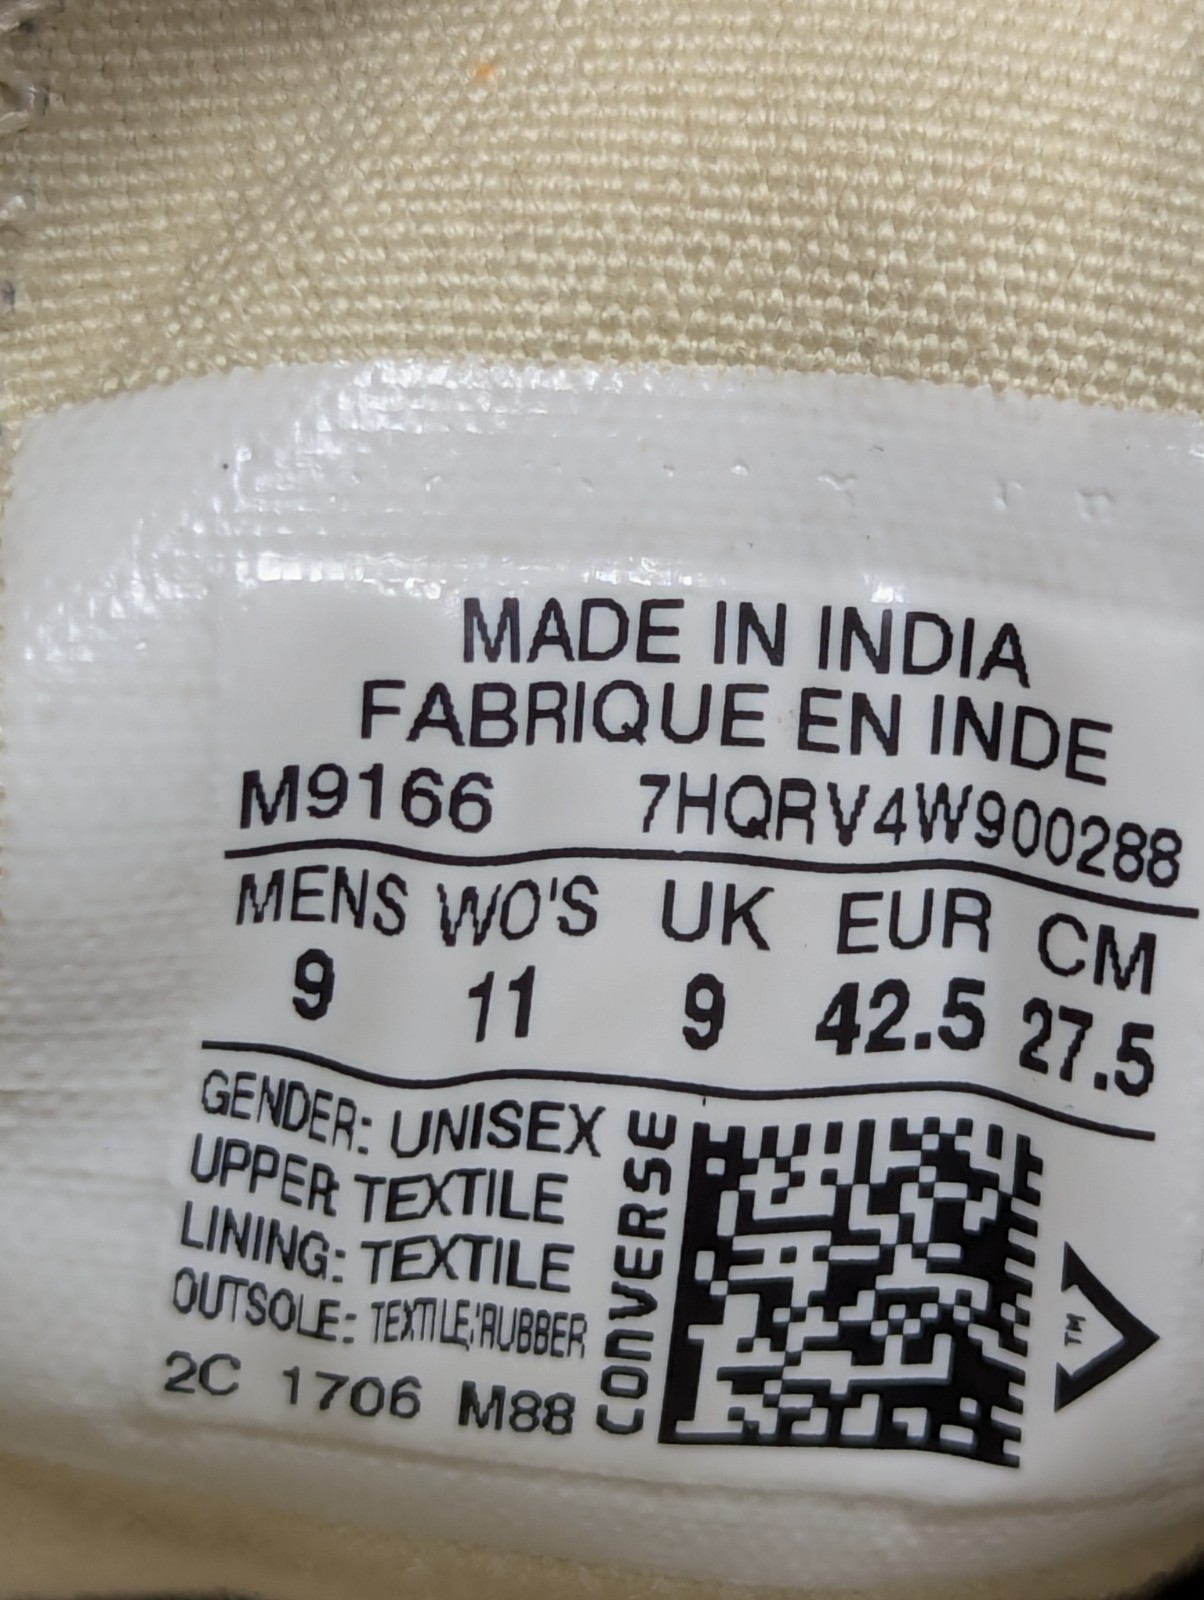 MADE IN INDIA
FABRIQUE EN INDE
M9166 7HQRV4W900288
MENS WO'S UK EUR CM
9 11 9 42.5 27.5
GENDER: UNISEX
UPPER: TEXTILE
LINING: TEXTILE
OUTSOLE: TEXTILE/RUBBER
2C 1706 M88
CONVERSE
TM